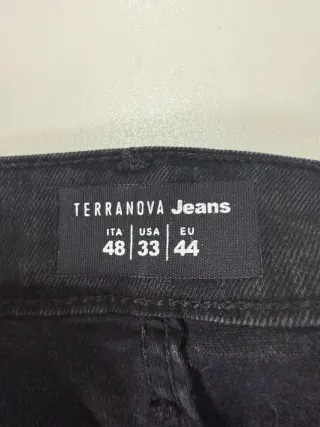 TERRANOVA Jeans
ITA | USA | EU
48 | 33 | 44